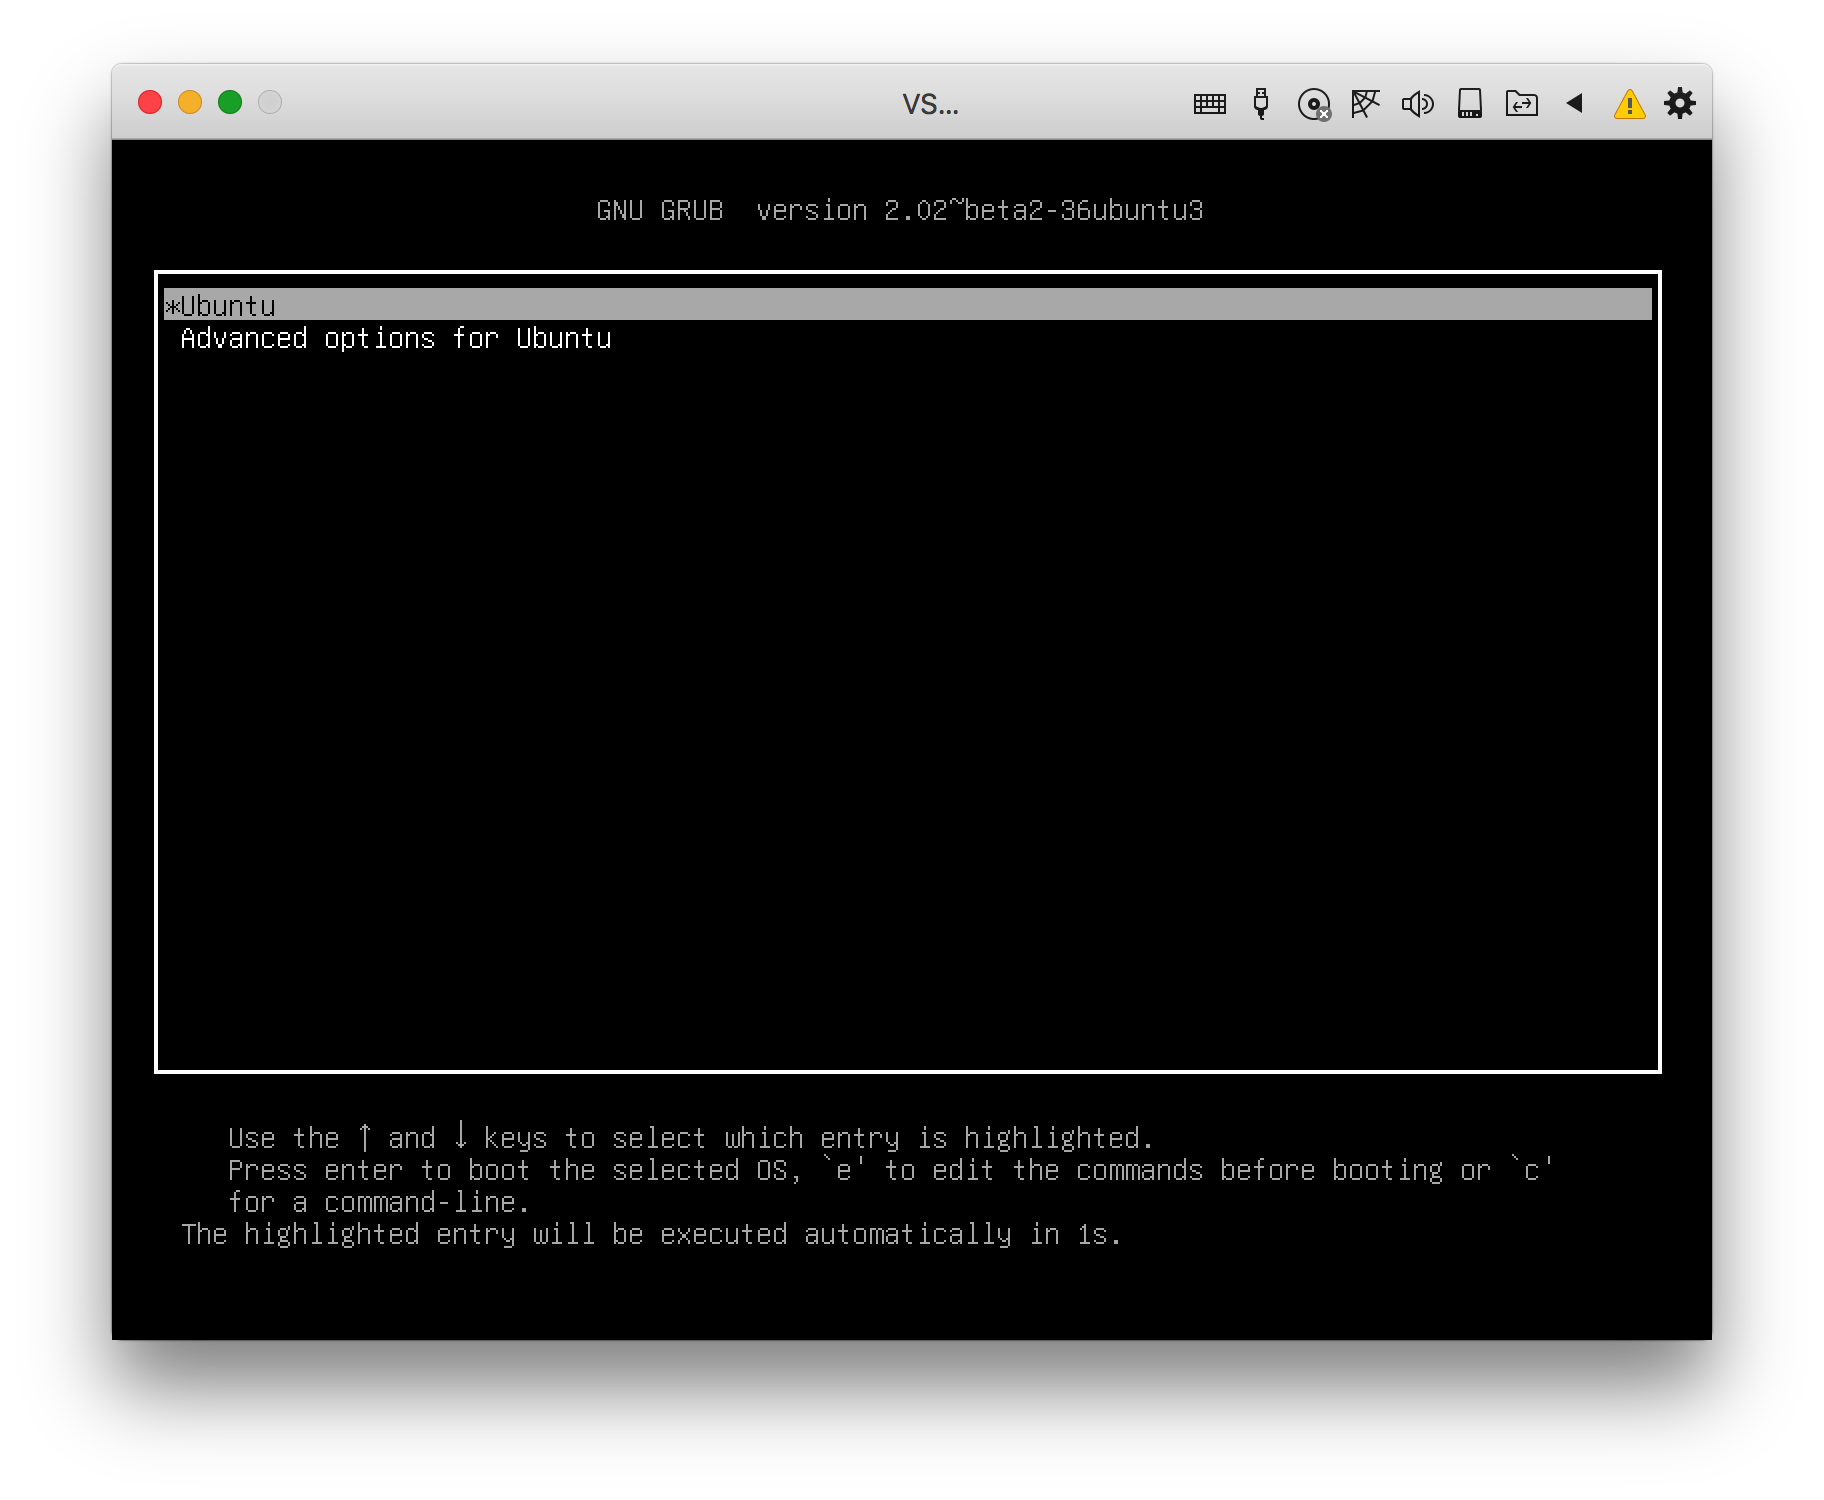 VS...
GNU GRUB  version 2.02~beta2-36ubuntu3
*Ubuntu
Advanced options for Ubuntu
Use the ↑ and ↓ keys to select which entry is highlighted.
Press enter to boot the selected OS, `e' to edit the commands before booting or `c'
for a command-line.
The highlighted entry will be executed automatically in 1s.